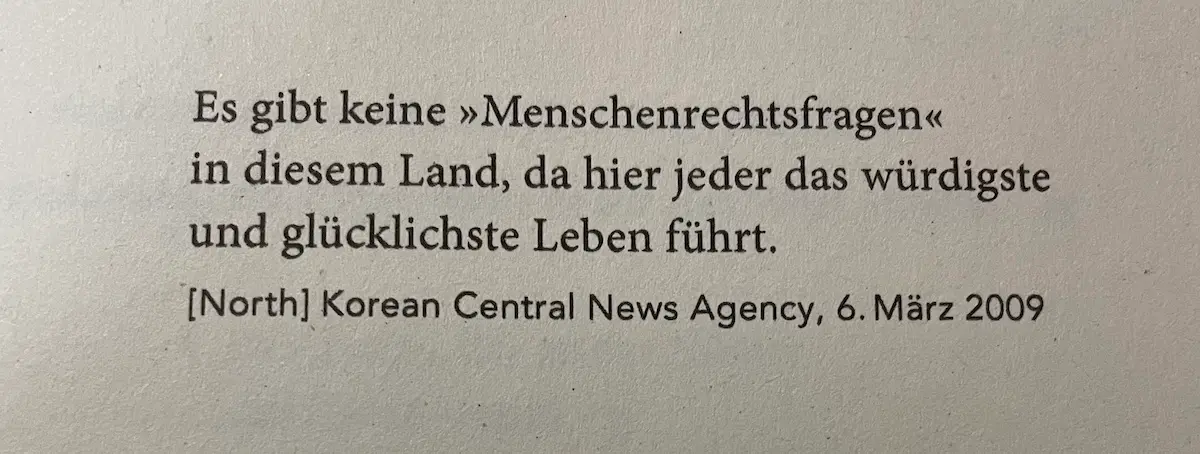 Es gibt keine »Menschenrechtsfragen«
in diesem Land, da hier jeder das würdigste
und glücklichste Leben führt.
[North] Korean Central News Agency, 6. März 2009